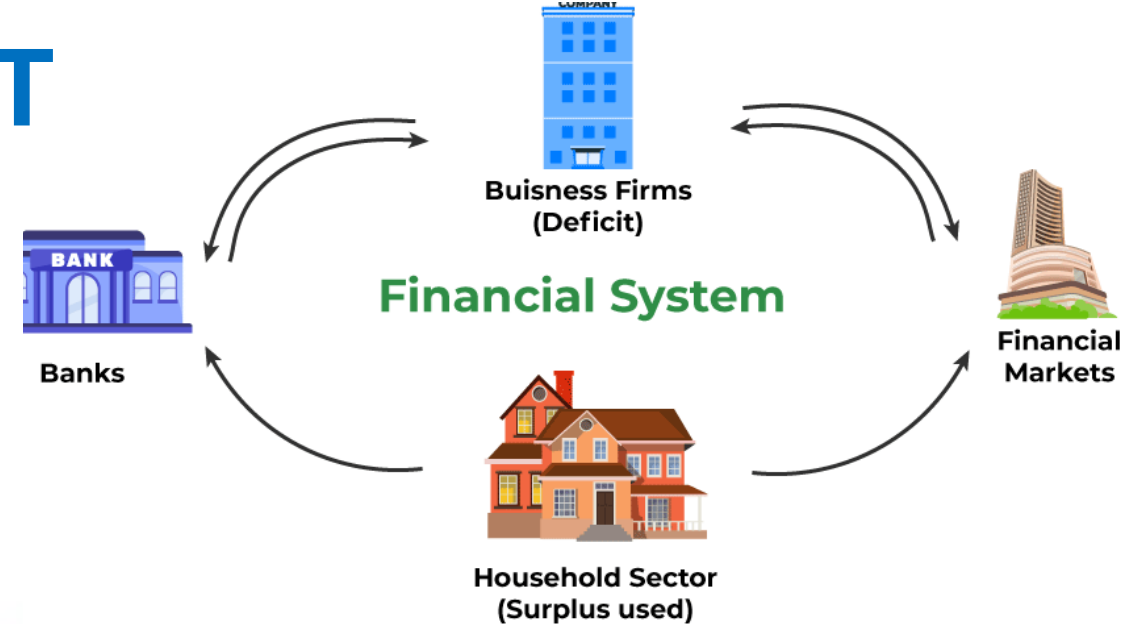 COMPANY
T
Buisness Firms
(Deficit)
BANK
Financial System
Financial
Markets
Banks
Household Sector
(Surplus used)